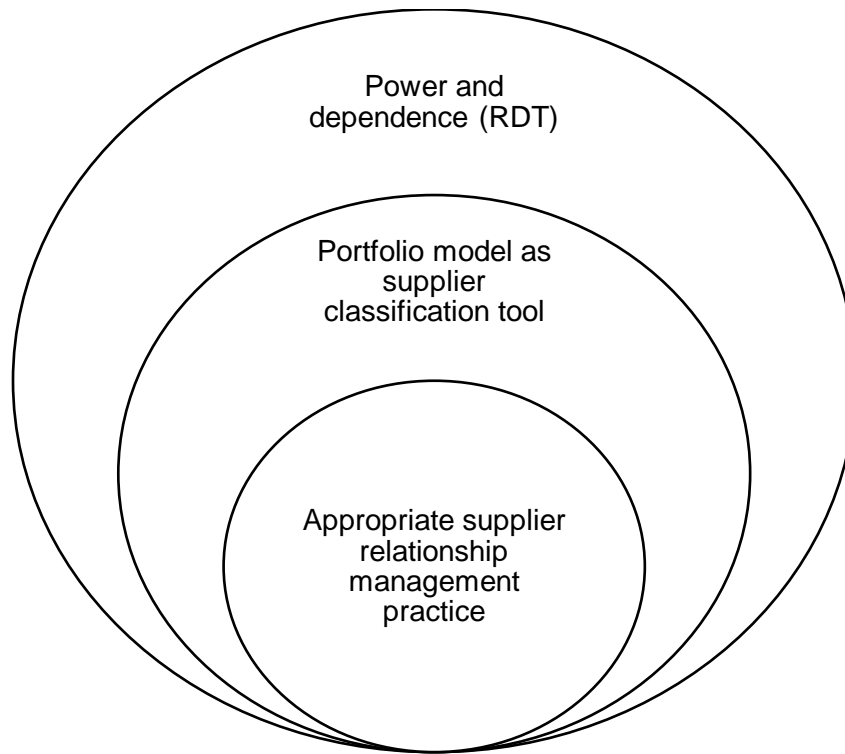 Power and
dependence (RDT)
Portfolio model as
supplier
classification tool
Appropriate supplier
relationship
management
practice